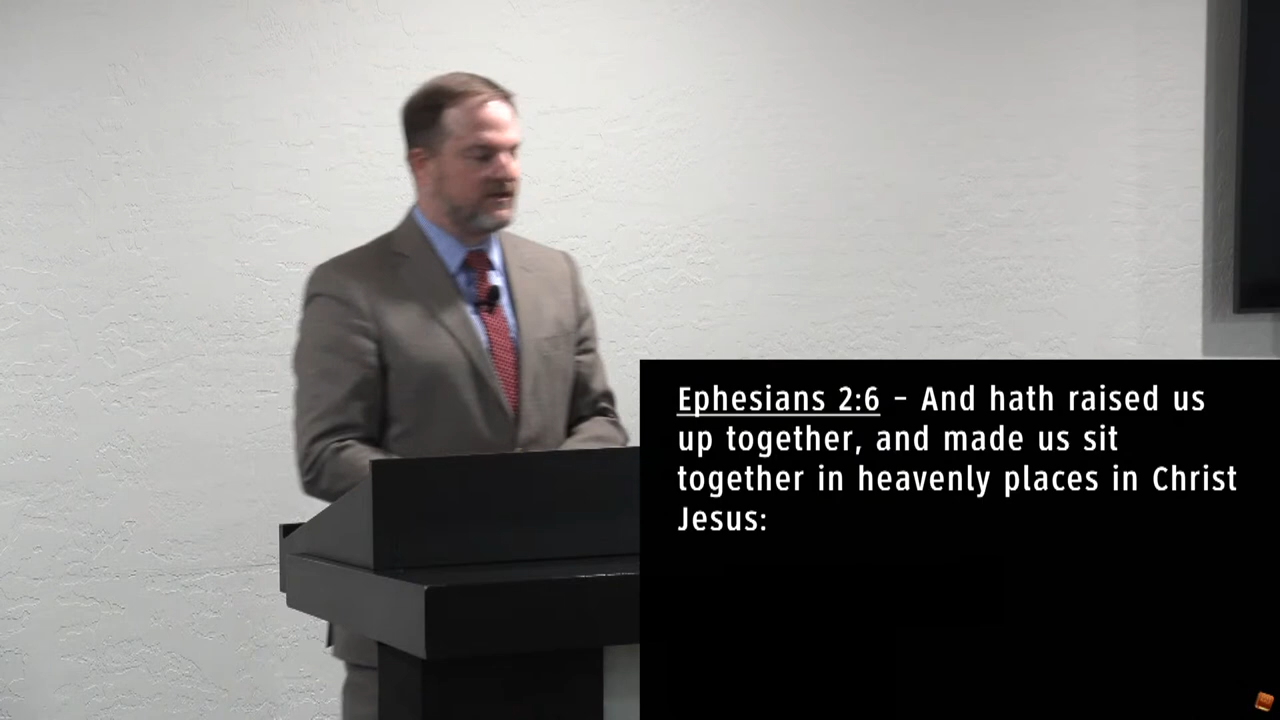 Ephesians 2:6 – And hath raised us
up together, and made us sit
together in heavenly places in Christ
Jesus: